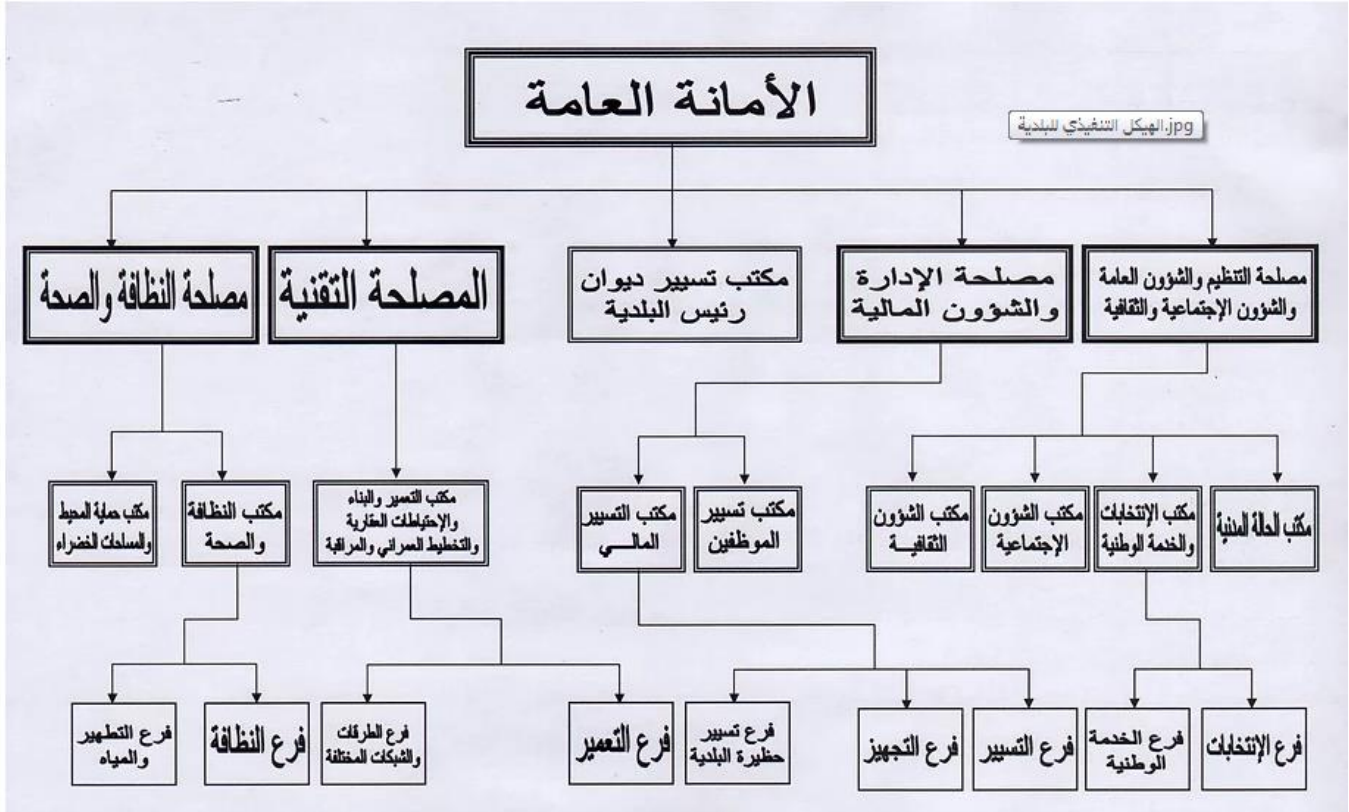 الأمانة العامة
الهيكل التنفيذي للبلدية.jpg
مصلحة التنظيم والشؤون العامة
والشؤون الإجتماعية والثقافية
مصلحة الإدارة
والشؤون المالية
مكتب تسيير ديوان
رئيس البلدية
المصلحة التقنية
مصلحة النظافة والصحة
مكتب الحالة المدنية
مكتب الإنتخابات
والخدمة الوطنية
مكتب الشؤون
الإجتماعية
مكتب الشؤون
الثقافيــة
مكتب تسيير
الموظفين
مكتب التسيير
المالـــي
مكتب التعمير والبناء
والإحتياطات العقارية
والتخطيط العمراني والمراقبة
مكتب النظافة
والصحة
مكتب حماية المحيط
والمساحات الخضراء
فرع الإنتخابات
فرع الخدمة
الوطنية
فرع التسيير
فرع التجهيز
فرع تسيير
حظيرة البلدية
فرع التعمير
فرع الطرقات
والشبكات المختلفة
فرع النظافة
فرع التطهير
والمياه